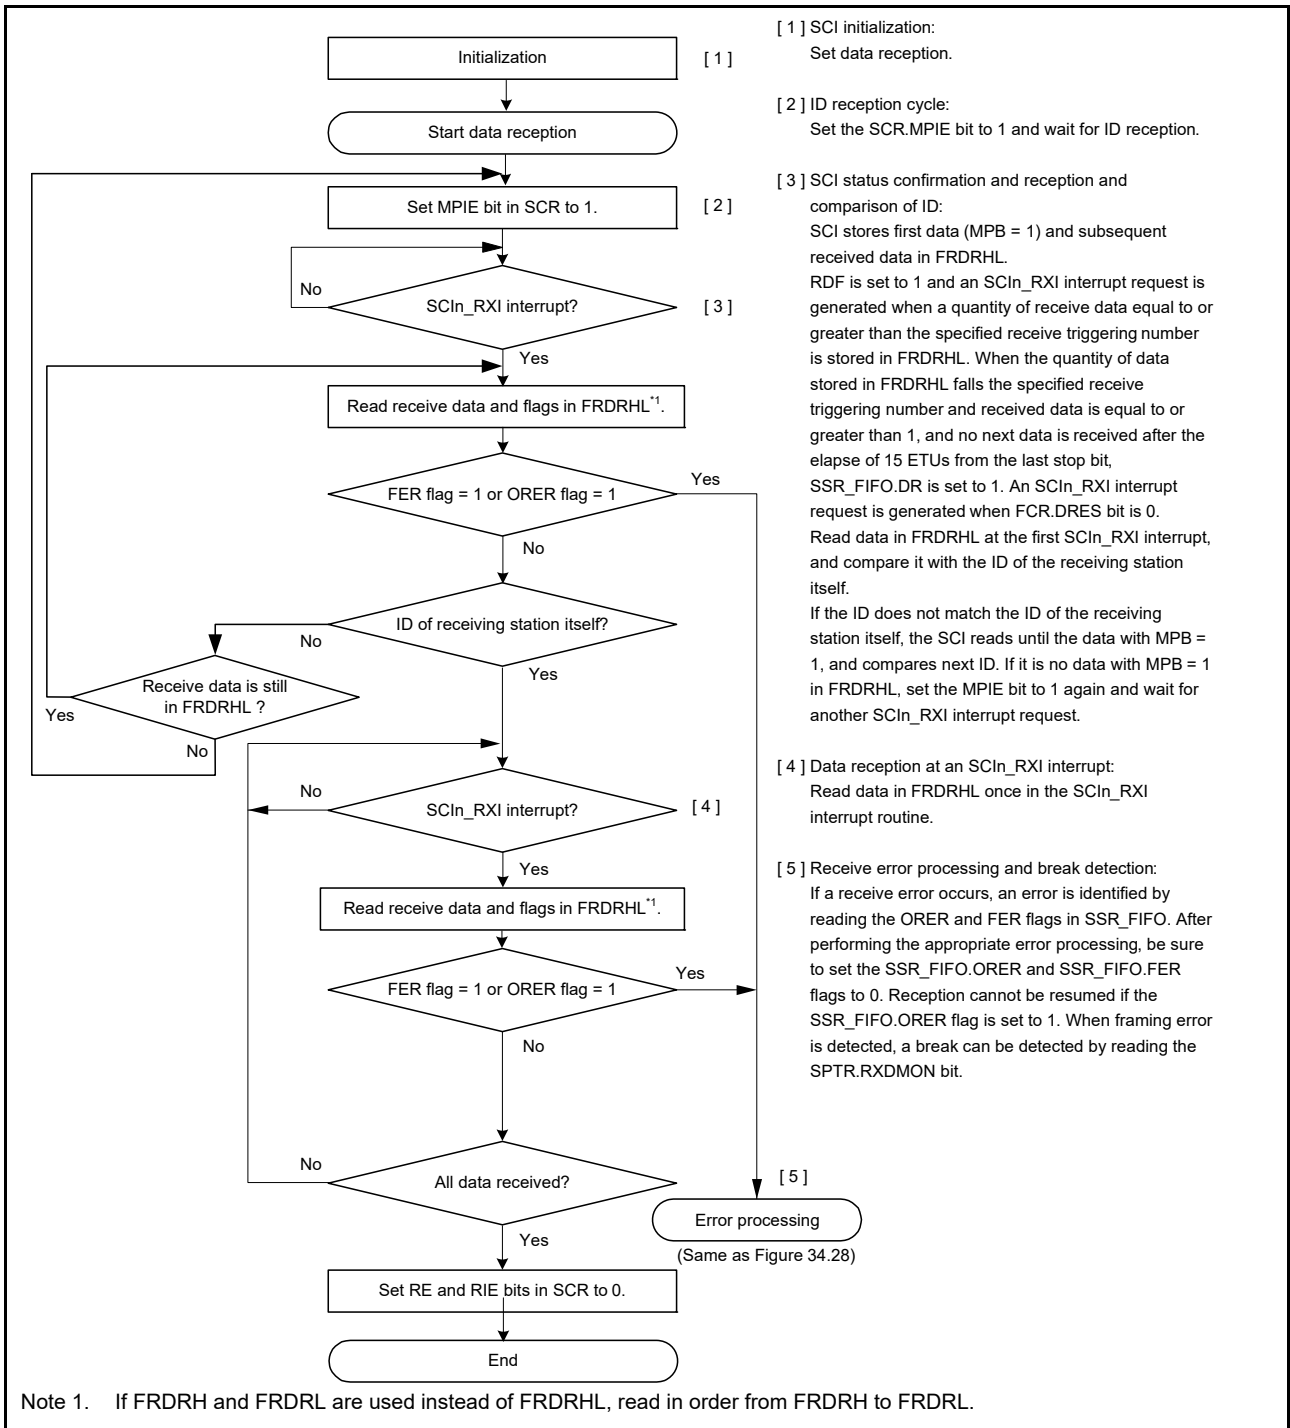 Initialization
[ 1 ]
Start data reception
Set MPIE bit in SCR to 1.
[ 2 ]
No
SCIn_RXI interrupt?
[ 3 ]
Yes
Read receive data and flags in FRDRHL*1.
FER flag = 1 or ORER flag = 1
Yes
No
ID of receiving station itself?
No
Yes
Receive data is still
in FRDRHL ?
Yes
No
No
SCIn_RXI interrupt?
[ 4 ]
Yes
Read receive data and flags in FRDRHL*1.
FER flag = 1 or ORER flag = 1
Yes
No
No
All data received?
[ 5 ]
Error processing
(Same as Figure 34.28)
Yes
Set RE and RIE bits in SCR to 0.
End
[ 1 ] SCI initialization:
Set data reception.
[ 2 ] ID reception cycle:
Set the SCR.MPIE bit to 1 and wait for ID reception.
[ 3 ] SCI status confirmation and reception and
comparison of ID:
SCI stores first data (MPB = 1) and subsequent
received data in FRDRHL.
RDF is set to 1 and an SCIn_RXI interrupt request is
generated when a quantity of receive data equal to or
greater than the specified receive triggering number
is stored in FRDRHL. When the quantity of data
stored in FRDRHL falls the specified receive
triggering number and received data is equal to or
greater than 1, and no next data is received after the
elapse of 15 ETUs from the last stop bit,
SSR_FIFO.DR is set to 1. An SCIn_RXI interrupt
request is generated when FCR.DRES bit is 0.
Read data in FRDRHL at the first SCIn_RXI interrupt,
and compare it with the ID of the receiving station
itself.
If the ID does not match the ID of the receiving
station itself, the SCI reads until the data with MPB =
1, and compares next ID. If it is no data with MPB = 1
in FRDRHL, set the MPIE bit to 1 again and wait for
another SCIn_RXI interrupt request.
[ 4 ] Data reception at an SCIn_RXI interrupt:
Read data in FRDRHL once in the SCIn_RXI
interrupt routine.
[ 5 ] Receive error processing and break detection:
If a receive error occurs, an error is identified by
reading the ORER and FER flags in SSR_FIFO. After
performing the appropriate error processing, be sure
to set the SSR_FIFO.ORER and SSR_FIFO.FER
flags to 0. Reception cannot be resumed if the
SSR_FIFO.ORER flag is set to 1. When framing error
is detected, a break can be detected by reading the
SPTR.RXDMON bit.
Note 1. If FRDRH and FRDRL are used instead of FRDRHL, read in order from FRDRH to FRDRL.